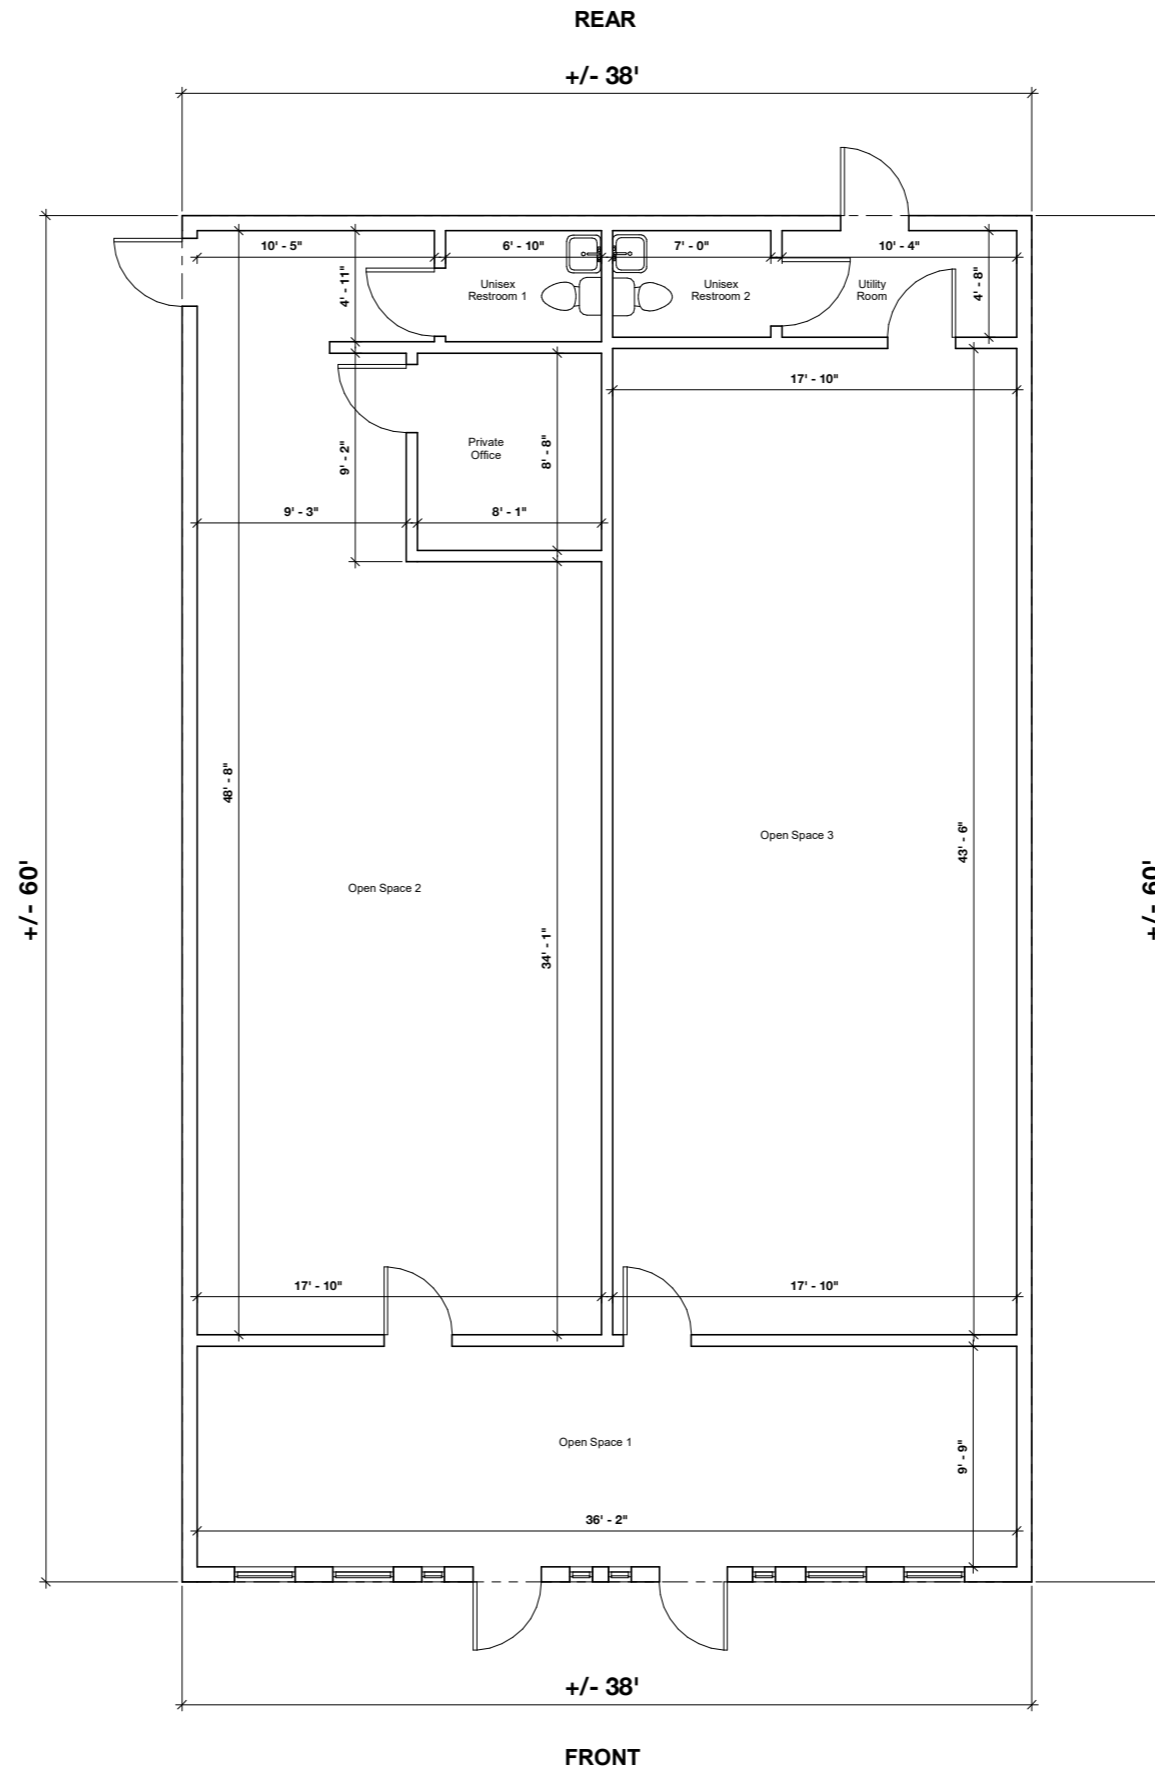 REAR
+/- 38'
10' - 5"
6' - 10"
7' - 0"
10' - 4"
4' - 11"
Unisex
Restroom 1
Unisex
Restroom 2
Utility
Room
4' - 8"
17' - 10"
9' - 2"
Private
Office
8' - 8"
9' - 3"
8' - 1"
48' - 8"
Open Space 3
43' - 6"
+/- 60'
Open Space 2
+/- 60'
34' - 1"
17' - 10"
17' - 10"
Open Space 1
9' - 9"
36' - 2"
+/- 38'
FRONT